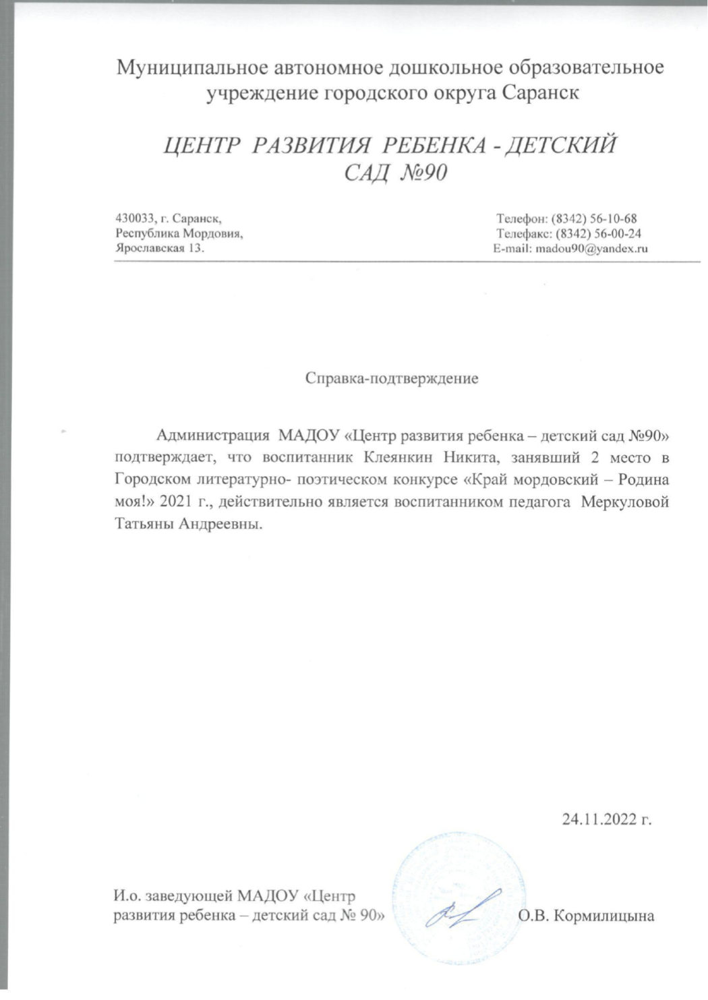 Муниципальное автономное дошкольное образовательное
учреждение городского округа Саранск
ЦЕНТР РАЗВИТИЯ РЕБЕНКА - ДЕТСКИЙ
САД №90
430033, г. Саранск,
Республика Мордовия,
Ярославская 13.
Телефон: (8342) 56-10-68
Телефакс: (8342) 56-00-24
E-mail: madou90@yandex.ru
Справка-подтверждение
Администрация МАДОУ «Центр развития ребенка – детский сад №90»
подтверждает, что воспитанник Клеянкин Никита, занявший 2 место в
Городском литературно- поэтическом конкурсе «Край мордовский – Родина
моя!» 2021 г., действительно является воспитанником педагога Меркуловой
Татьяны Андреевны.
24.11.2022 г.
И.о. заведующей МАДОУ «Центр
развития ребенка – детский сад № 90»
О.В. Кормилицына